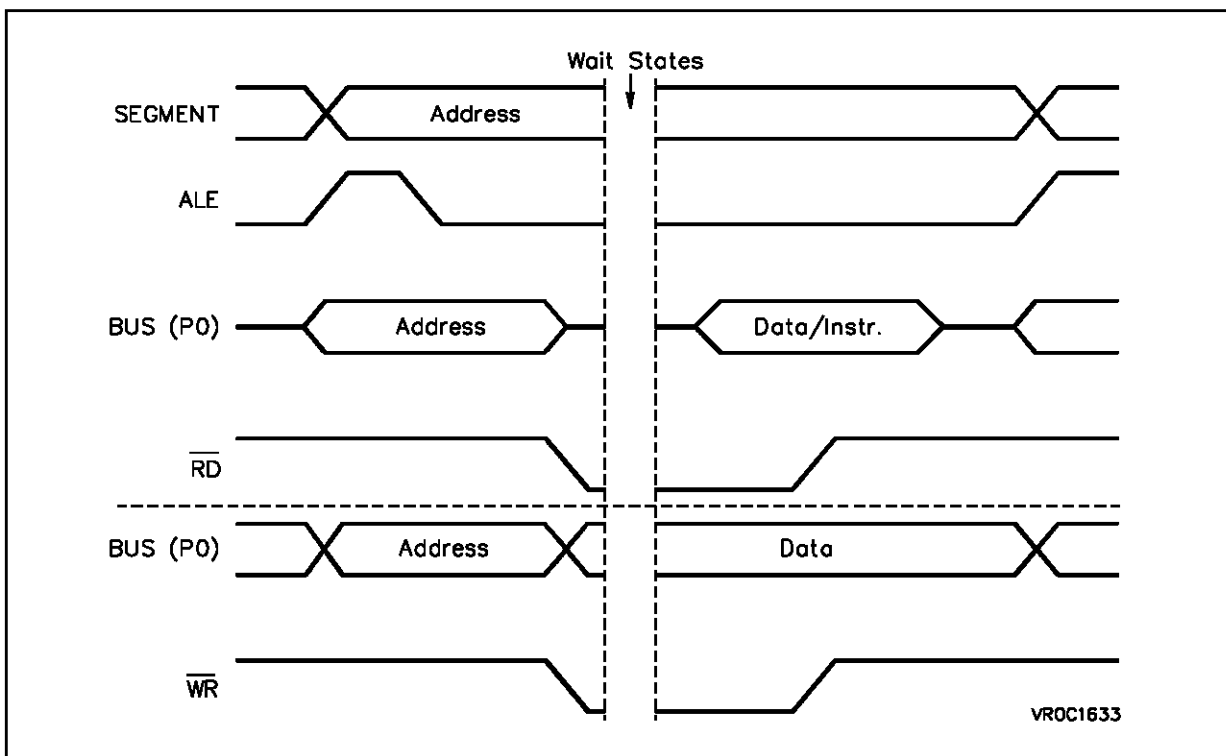 Wait States
SEGMENT
Address
ALE
BUS (P0)
Address
Data/Instr.
RD
BUS (P0)
Address
Data
WR
VR0C1633